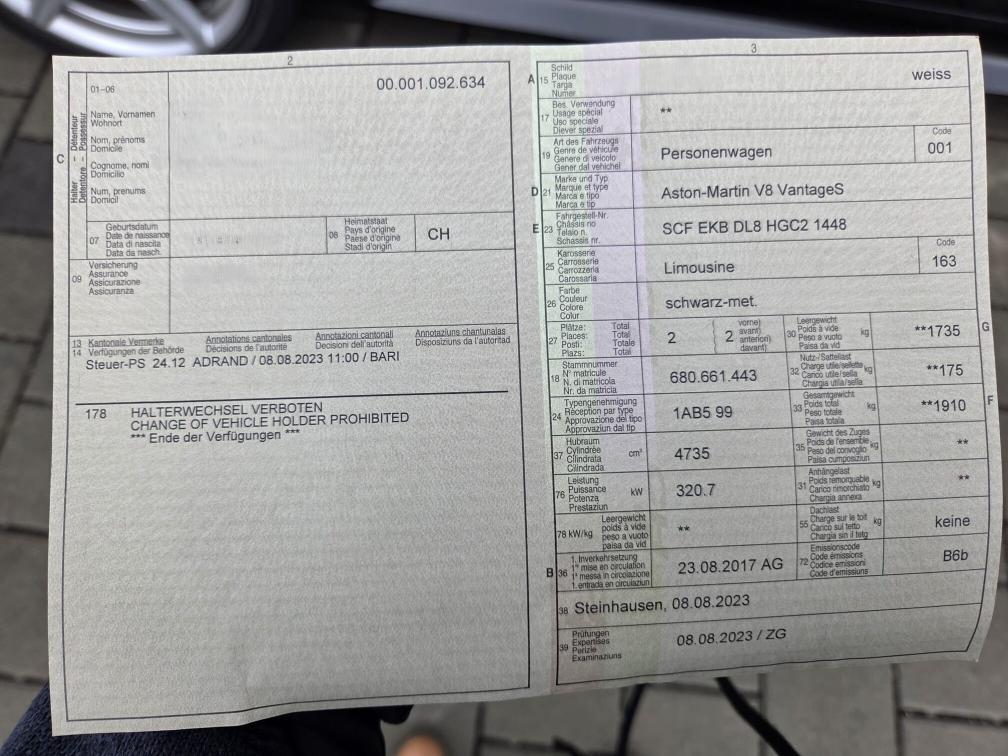 2
01-06
00.001.092.634
C
Halter
Detentore
Détenteur
Possessur
Name, Vornamen
Wohnort
Nom, prénoms
Domicile
Cognome, nomi
Domicilio
Num, prenums
Domicil
07
Geburtsdatum
Date de naissance
Data di nascita
Data da nasch.
08
Heimatstaat
Pays d'origine
Paese d'origine
Stadi d'origin
CH
09
Versicherung
Assurance
Assicurazione
Assicuranza
13 Kantonale Vermerke Annotations cantonales Annotazioni cantonali Annotaziuns chantunalas
14 Verfügungen der Behörde Décisions de l'autorité Decisioni dell'autorità Disposiziuns da l'autoritad
Steuer-PS 24.12 ADRAND / 08.08.2023 11:00 / BARI
178 HALTERWECHSEL VERBOTEN
CHANGE OF VEHICLE HOLDER PROHIBITED
*** Ende der Verfügungen ***
3
A 15
Schild
Plaque
Targa
Numer
weiss
17
Bes. Verwendung
Usage spécial
Uso speciale
Diever spezial
**
19
Art des Fahrzeugs
Genre de véhicule
Genere di veicolo
Gener dal vehichel
Personenwagen
Code
001
D 21
Marke und Typ
Marque et type
Marca e tipo
Marca e tip
Aston-Martin V8 VantageS
E 23
Fahrgestell-Nr.
Châssis no
Telaio n.
Schassis nr.
SCF EKB DL8 HGC2 1448
25
Karosserie
Carrosserie
Carrozzeria
Carossaria
Limousine
Code
163
26
Farbe
Couleur
Colore
Colur
schwarz-met.
27
Plätze: Total
Places: Total
Posti: Totale
Plazs: Total
2
( 2
vorne)
avant)
anteriori)
davant)
30
Leergewicht
Poids à vide
Peso a vuoto
Paisa da vid
kg
**1735
G
18
Stammnummer
N° matricule
N. di matricola
Nr. da matricla
680.661.443
32
Nutz-/Sattellast
Charge utile/sellette
Carico utile/sella
Chargia utila/sella
kg
**175
24
Typengenehmigung
Réception par type
Approvazione del tipo
Approvaziun dal tip
1AB5 99
33
Gesamtgewicht
Poids total
Peso totale
Paisa totala
kg
**1910
F
37
Hubraum
Cylindrée
Cilindrata
Cilindrada
cm³
4735
35
Gewicht des Zuges
Poids de l'ensemble
Peso del convoglio
Paisa cumposiziun
kg
**
76
Leistung
Puissance
Potenza
Prestaziun
kW
320.7
31
Anhängelast
Poids remorquable
Carico rimorchiato
Chargia annexa
kg
**
78 kW/kg
Leergewicht
poids à vide
peso a vuoto
paisa da vid
**
55
Dachlast
Charge sur le toit
Carico sul tetto
Chargia sin il tetg
kg
keine
B 36
1. Inverkehrsetzung
1re mise en circulation
1a messa in circolazione
1. entrada en circulaziun
23.08.2017 AG
72
Emissionscode
Code émissions
Codice emissioni
Code d'emissiuns
B6b
38 Steinhausen, 08.08.2023
39
Prüfungen
Expertises
Perizie
Examinaziuns
08.08.2023 / ZG